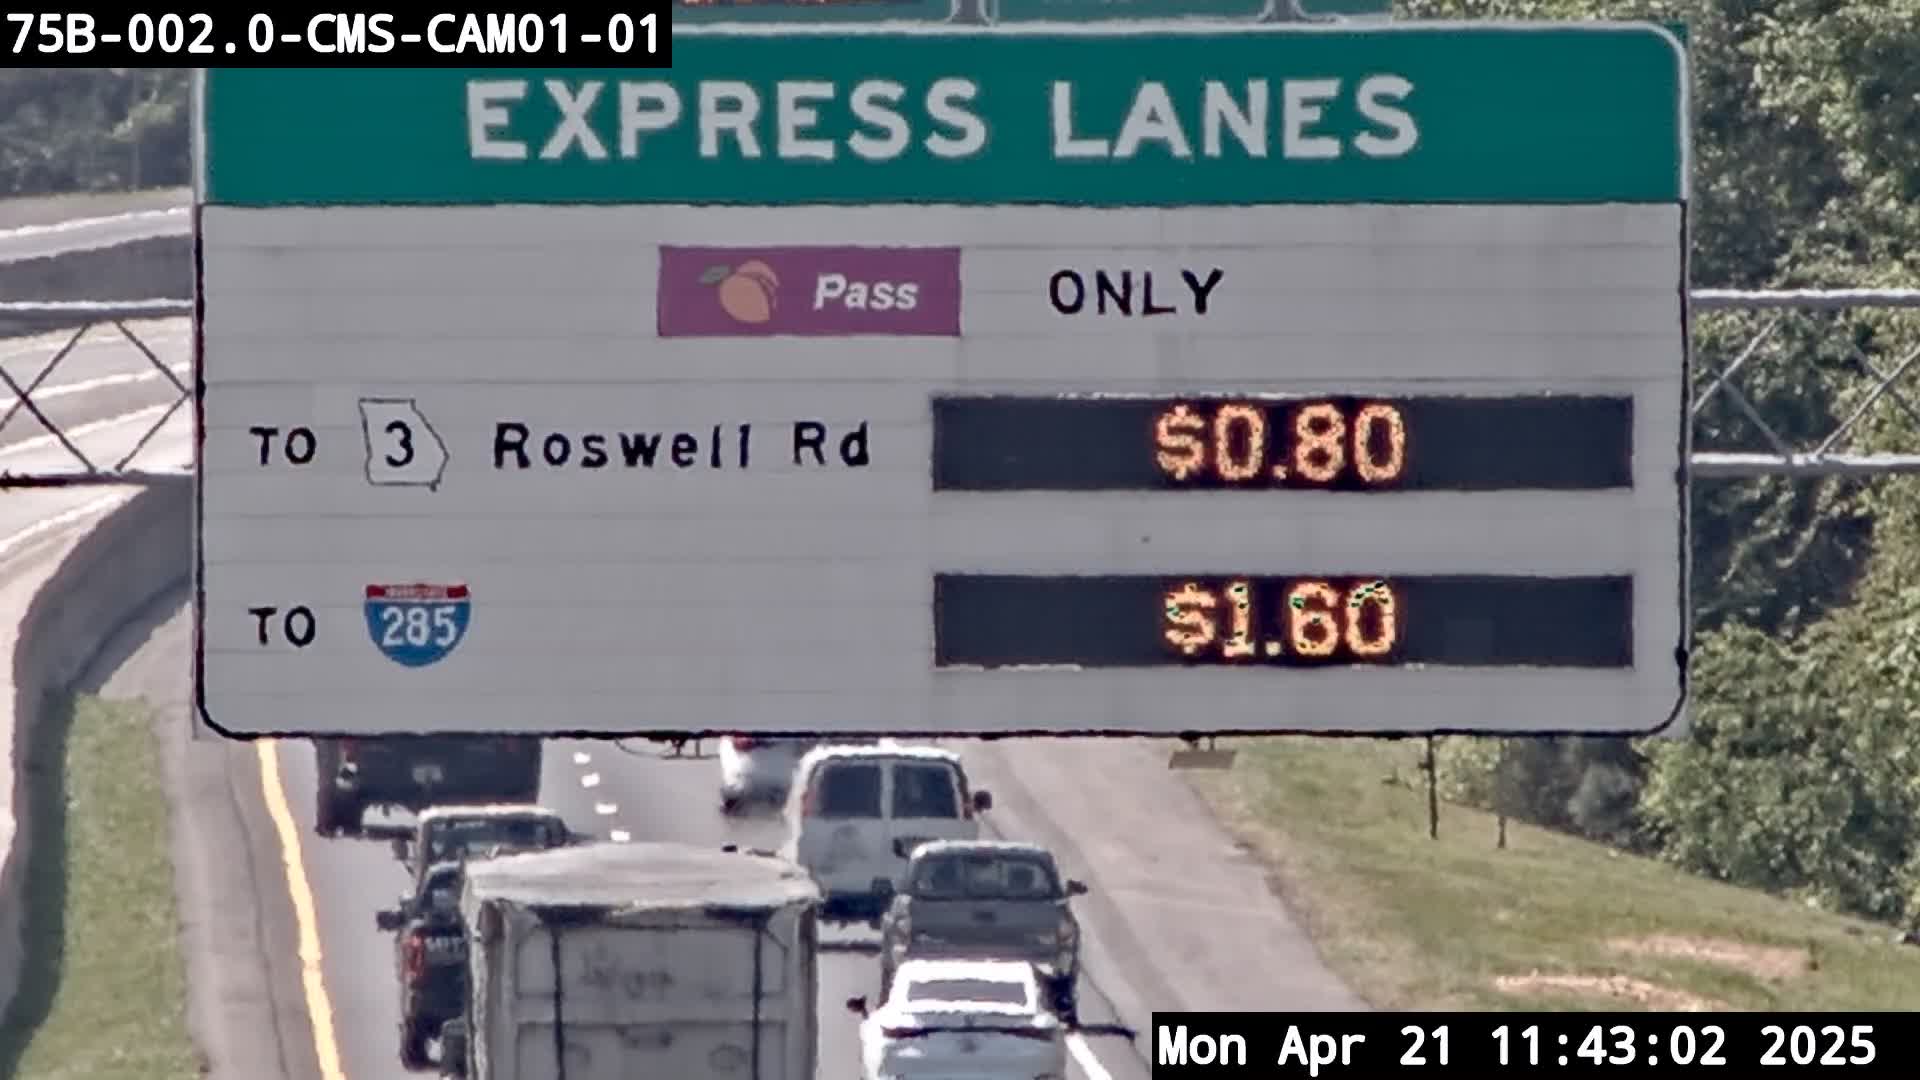 75B-002.0-CMS-CAM01-01
EXPRESS LANES
Pass ONLY
TO 3 Roswell Rd $0.80
TO 285 $1.60
Mon Apr 21 11:43:02 2025